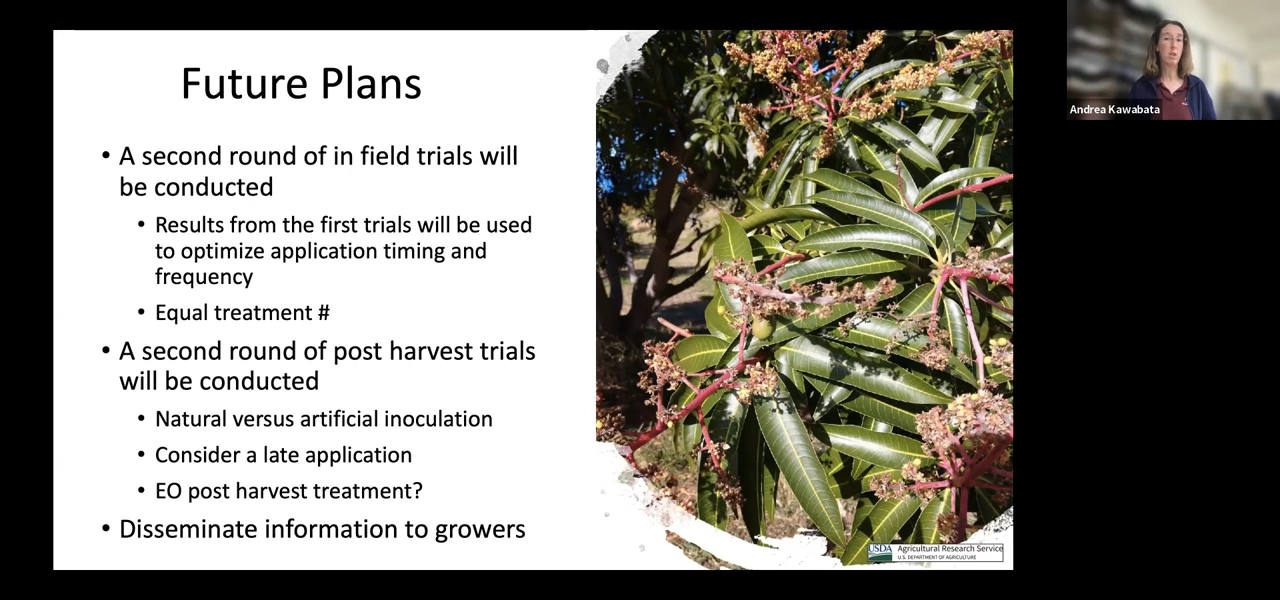 Future Plans
• A second round of in field trials will
be conducted
• Results from the first trials will be used
to optimize application timing and
frequency
• Equal treatment #
• A second round of post harvest trials
will be conducted
• Natural versus artificial inoculation
• Consider a late application
• EO post harvest treatment?
• Disseminate information to growers
USDA
Agricultural Research Service
U.S. DEPARTMENT OF AGRICULTURE
Andrea Kawabata